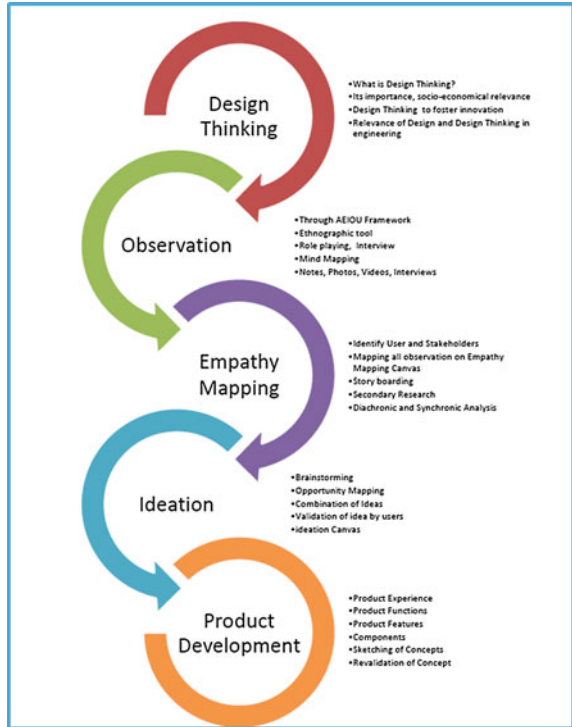 Design
Thinking
•What is Design Thinking?
•Its importance, socio-economical relevance
•Design Thinking to foster innovation
•Relevance of Design and Design Thinking in
engineering
Observation
•Through AEIOU Framework
•Ethnographic tool
•Role playing, Interview
•Mind Mapping
•Notes, Photos, Videos, Interviews
Empathy
Mapping
•Identify User and Stakeholders
•Mapping all observation on Empathy
Mapping Canvas
•Story boarding
•Secondary Research
•Diachronic and Synchronic Analysis
Ideation
•Brainstorming
•Opportunity Mapping
•Combination of Ideas
•Validation of idea by users
•ideation Canvas
Product
Development
•Product Experience
•Product Functions
•Product Features
•Components
•Sketching of Concepts
•Revalidation of Concept